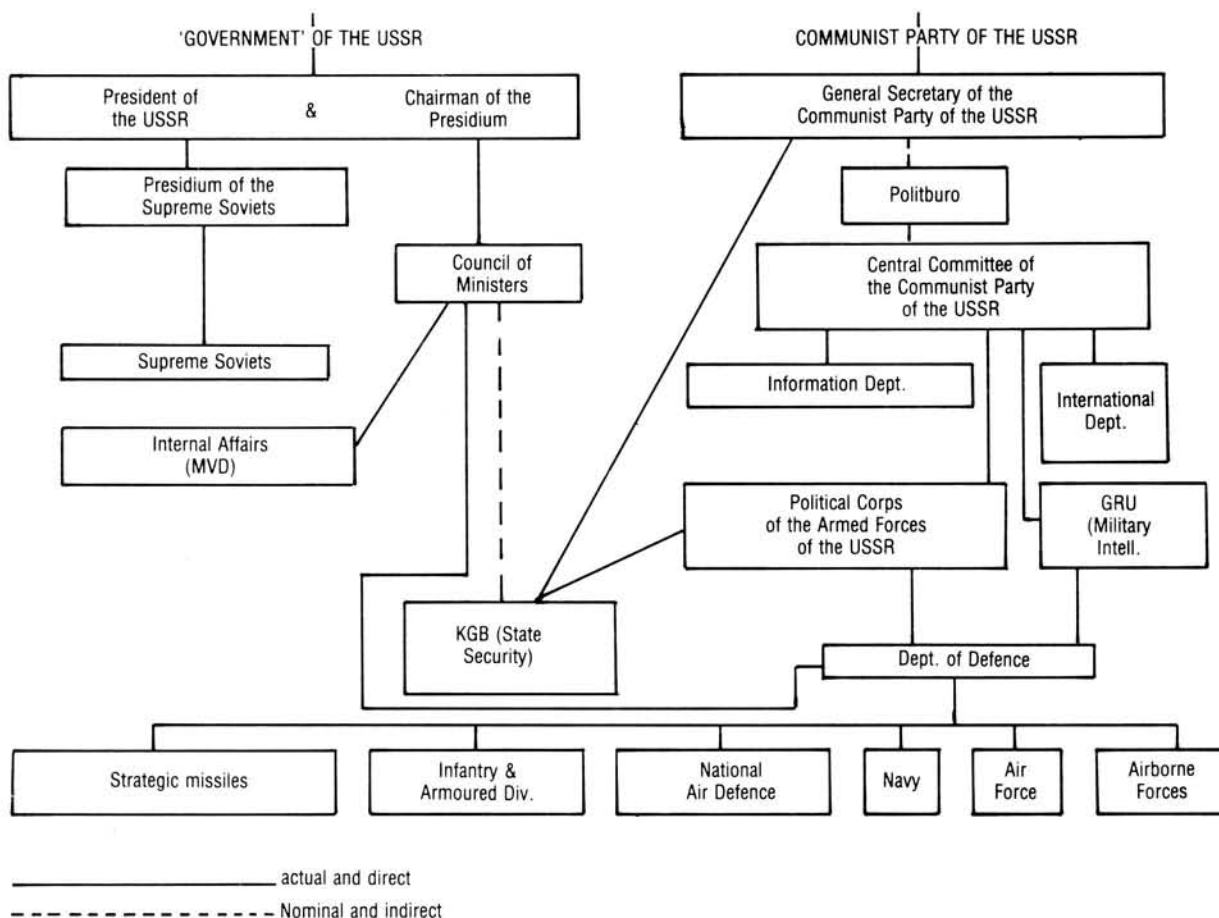 'GOVERNMENT' OF THE USSR
COMMUNIST PARTY OF THE USSR
President of
the USSR
&
Chairman of the
Presidium
General Secretary of the
Communist Party of the USSR
Presidium of the
Supreme Soviets
Politburo
Council of
Ministers
Central Committee of
the Communist Party
of the USSR
Supreme Soviets
Information Dept.
International
Dept.
Internal Affairs
(MVD)
Political Corps
of the Armed Forces
of the USSR
GRU
(Military
Intell.
KGB (State
Security)
Dept. of Defence
Strategic missiles
Infantry &
Armoured Div.
National
Air Defence
Navy
Air
Force
Airborne
Forces
actual and direct
Nominal and indirect